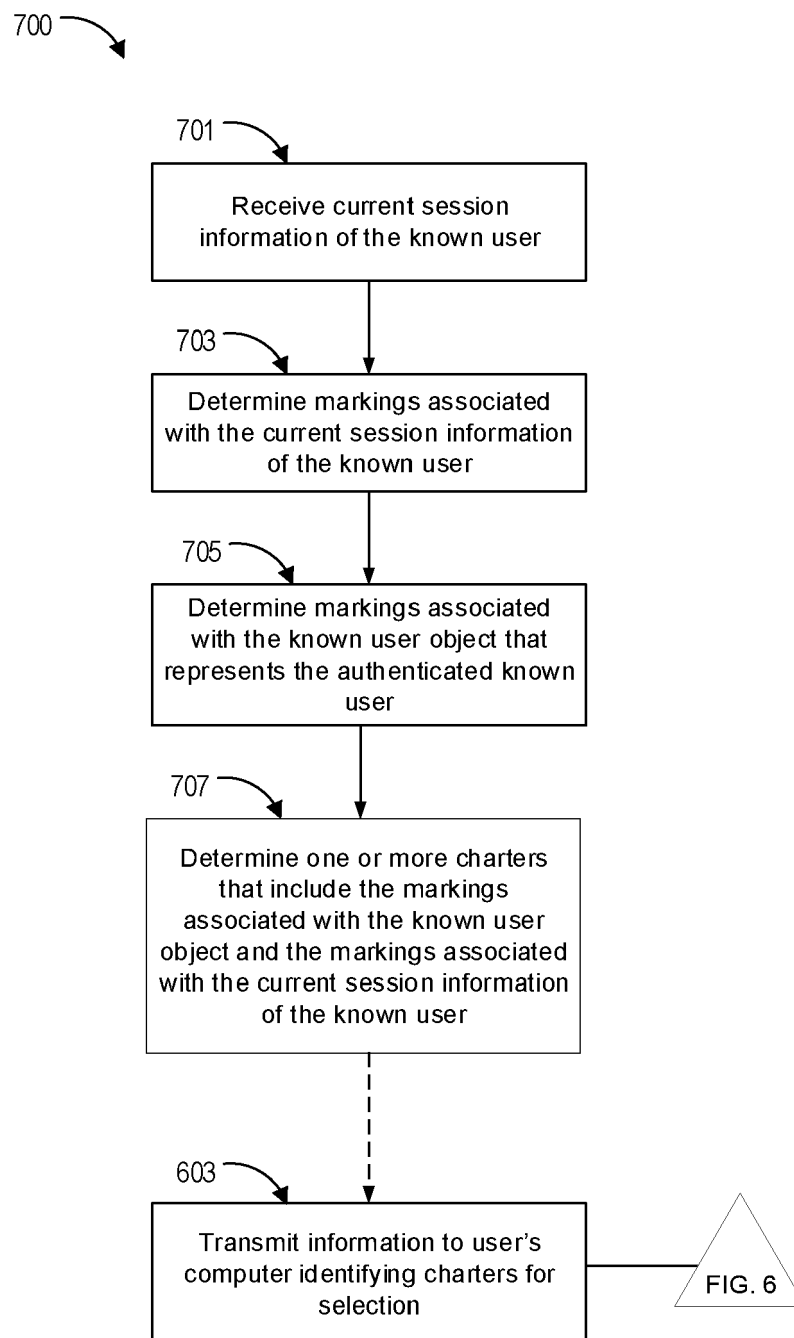 700
701
Receive current session
information of the known user
703
Determine markings associated
with the current session information
of the known user
705
Determine markings associated
with the known user object that
represents the authenticated known
user
707
Determine one or more charters
that include the markings
associated with the known user
object and the markings associated
with the current session information
of the known user
603
Transmit information to user's
computer identifying charters for
selection
FIG. 6